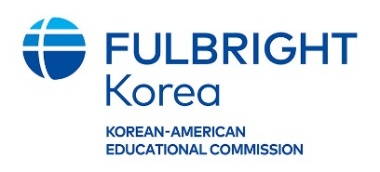 FULBRIGHT
Korea
KOREAN-AMERICAN
EDUCATIONAL COMMISSION